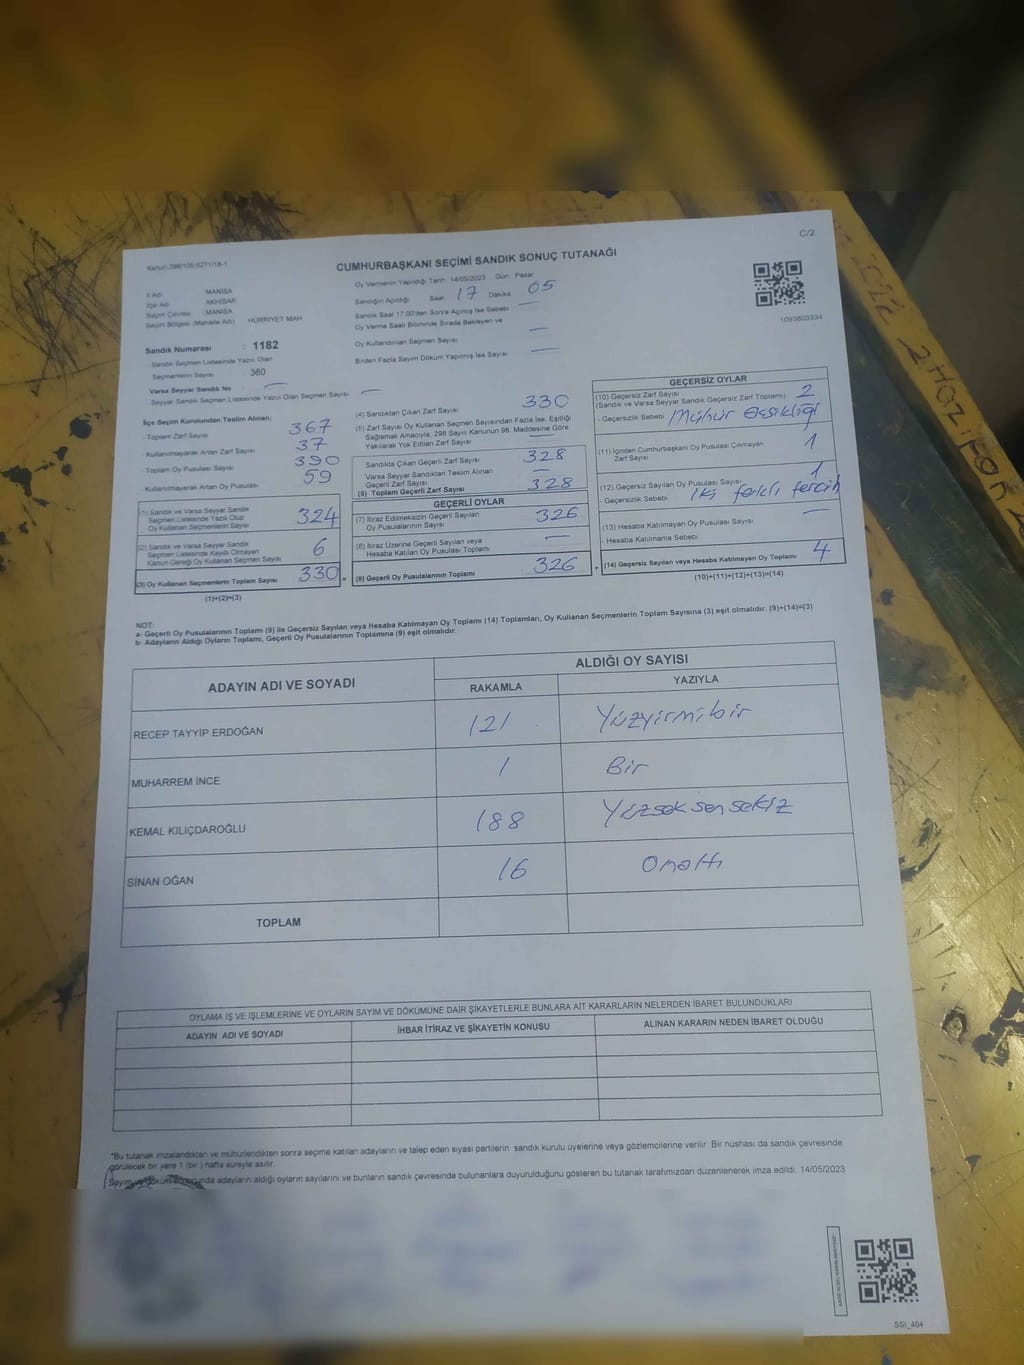 C/2
Kanun:298/105;6271/18-1
CUMHURBAŞKANI SEÇİMİ SANDIK SONUÇ TUTANAĞI
İl Adı : MANİSA
İlçe Adı : AKHİSAR
Seçim Çevresi : MANİSA
Seçim Bölgesi (Mahalle Adı) : HÜRRİYET MAH
Oy Vermenin Yapıldığı Tarih : 14/05/2023 Gün : Pazar
Sandığın Açıldığı Saat 17 Dakika 05
Sandık Saat 17:00'den Sonra Açılmış İse Sebebi
Oy Verme Saati Bitiminde Sırada Bekleyen ve
Oy Kullandırılan Seçmen Sayısı
Birden Fazla Sayım Döküm Yapılmış İse Sayısı
1093803334
Sandık Numarası : 1182
- Sandık Seçmen Listesinde Yazılı Olan
Seçmenlerin Sayısı 360
Varsa Seyyar Sandık No :
- Seyyar Sandık Seçmen Listesinde Yazılı Olan Seçmen Sayısı
İlçe Seçim Kurulundan Teslim Alınan;
- Toplam Zarf Sayısı 367
- Kullanılmayarak Artan Zarf Sayısı 37
- Toplam Oy Pusulası Sayısı 390
- Kullanılmayarak Artan Oy Pusulası 59
(1) Sandık ve Varsa Seyyar Sandık
Seçmen Listesinde Yazılı Olup
Oy Kullanan Seçmenlerin Sayısı 324
(2) Sandık ve Varsa Seyyar Sandık
Seçmen Listesinde Kaydı Olmayan
Kanun Gereği Oy Kullanan Seçmen Sayısı 6
(3) Oy Kullanan Seçmenlerin Toplam Sayısı 330 =
(1)+(2)=(3)
(4) Sandıktan Çıkan Zarf Sayısı 330
(5) Zarf Sayısı Oy Kullanan Seçmen Sayısından Fazla İse, Eşitliği
Sağlamak Amacıyla; 298 Sayılı Kanunun 98. Maddesine Göre
Yakılarak Yok Edilen Zarf Sayısı
Sandıkta Çıkan Geçerli Zarf Sayısı 328
Varsa Seyyar Sandıktan Teslim Alınan
Geçerli Zarf Sayısı
(6) Toplam Geçerli Zarf Sayısı 328
GEÇERLİ OYLAR
(7) İtiraz Edilmeksizin Geçerli Sayılan
Oy Pusulalarının Sayısı 326
(8) İtiraz Üzerine Geçerli Sayılan veya
Hesaba Katılan Oy Pusulası Toplamı
(9) Geçerli Oy Pusulalarının Toplamı 326 +
GEÇERSİZ OYLAR
(10) Geçersiz Zarf Sayısı 2
(Sandık ve Varsa Seyyar Sandık Geçersiz Zarf Toplamı)
- Geçersizlik Sebebi Mühür Eksikliği
(11) İçinden Cumhurbaşkanı Oy Pusulası Çıkmayan
Zarf Sayısı 1
(12) Geçersiz Sayılan Oy Pusulası Sayısı 1
- Geçersizlik Sebebi İki farklı tercih
(13) Hesaba Katılmayan Oy Pusulası Sayısı
- Hesaba Katılmama Sebebi
(14) Geçersiz Sayılan veya Hesaba Katılmayan Oy Toplamı 4
(10)+(11)+(12)+(13)=(14)
NOT:
a- Geçerli Oy Pusulalarının Toplamı (9) ile Geçersiz Sayılan veya Hesaba Katılmayan Oy Toplamı (14) Toplamları, Oy Kullanan Seçmenlerin Toplam Sayısına (3) eşit olmalıdır. (9)+(14)=(3)
b- Adayların Aldığı Oyların Toplamı, Geçerli Oy Pusulalarının Toplamına (9) eşit olmalıdır.
ADAYIN ADI VE SOYADI
ALDIĞI OY SAYISI
RAKAMLA YAZIYLA
RECEP TAYYİP ERDOĞAN 121 Yüzyirmibir
MUHARREM İNCE 1 Bir
KEMAL KILIÇDAROĞLU 188 Yüzseksensekiz
SİNAN OĞAN 16 Onaltı
TOPLAM
OYLAMA İŞ VE İŞLEMLERİNE VE OYLARIN SAYIM VE DÖKÜMÜNE DAİR ŞİKAYETLERLE BUNLARA AİT KARARLARIN NELERDEN İBARET BULUNDUKLARI
ADAYIN ADI VE SOYADI İHBAR İTİRAZ VE ŞİKAYETİN KONUSU ALINAN KARARIN NEDEN İBARET OLDUĞU
*Bu tutanak imzalandıktan ve mühürlendikten sonra seçime katılan adayların ve talep eden siyasi partilerin sandık kurulu üyelerine veya gözlemcilerine verilir. Bir nüshası da sandık çevresinde
görülecek bir yere 1 (bir ) hafta süreyle asılır.
Sayım ve döküm sonunda adayların aldığı oyların sayılarını ve bunların sandık çevresinde bulunanlara duyurulduğunu gösteren bu tutanak tarafımızdan düzenlenerek imza edildi. 14/05/2023
SSİ_404